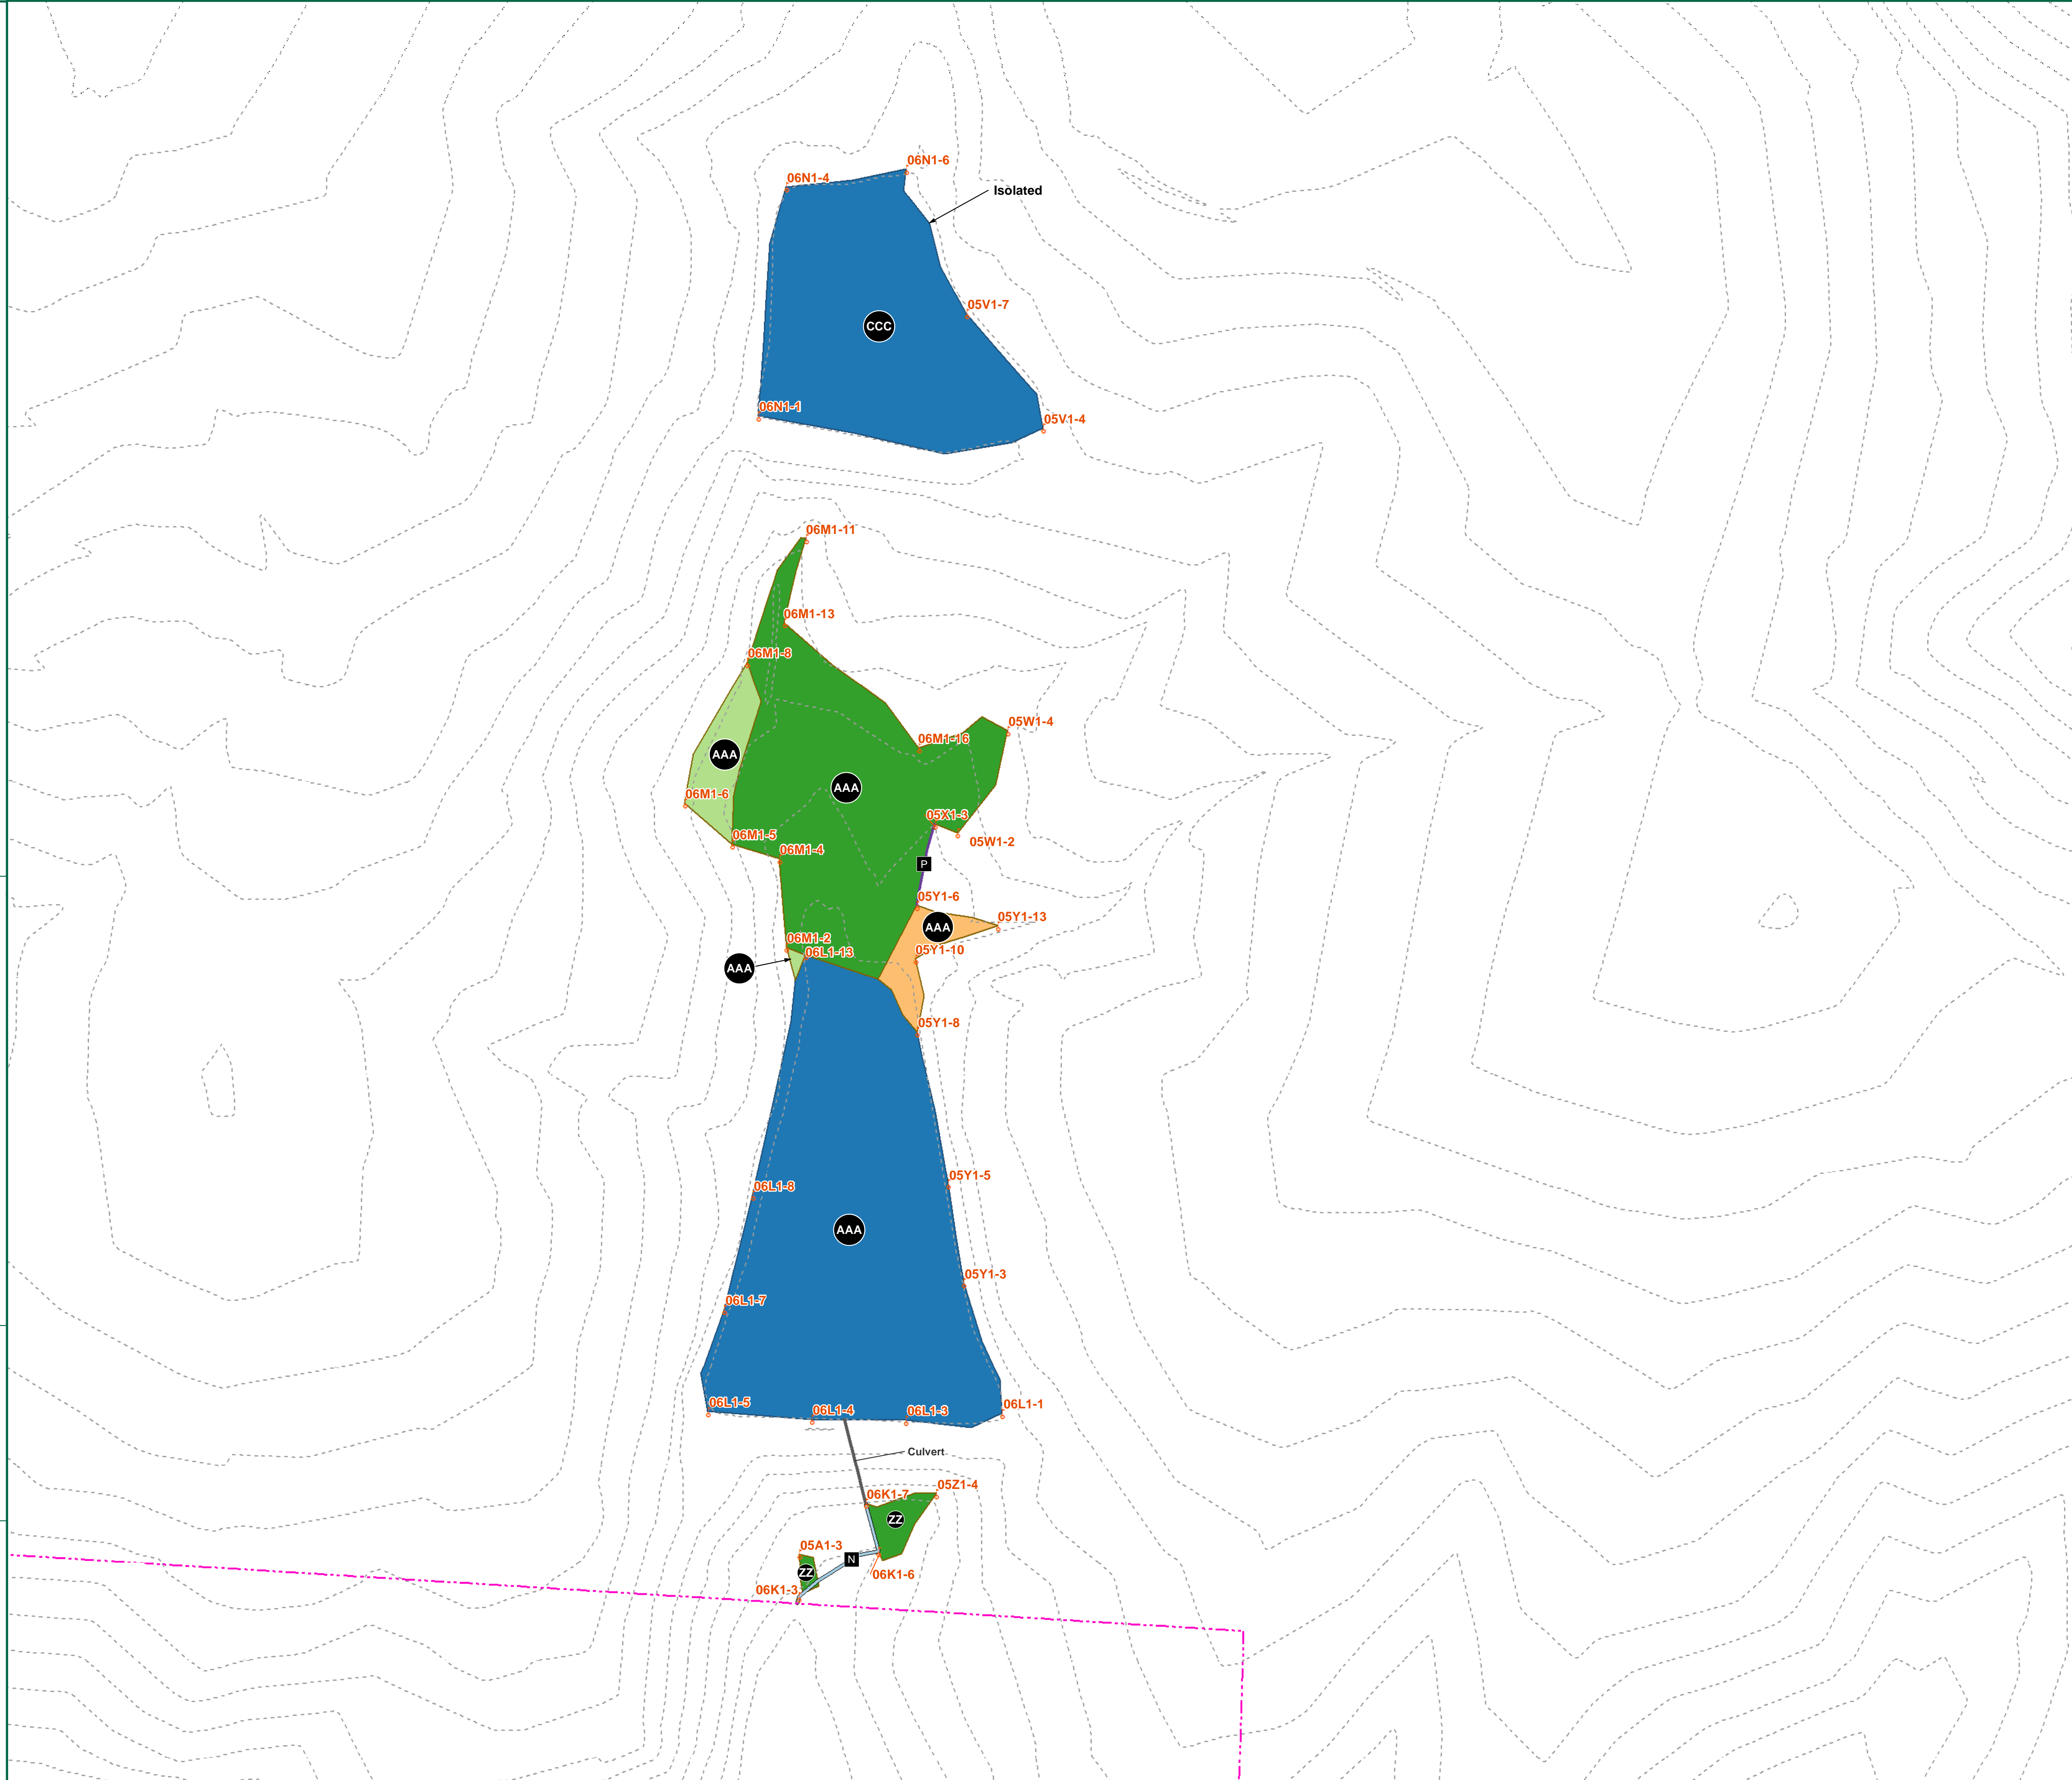 06N1-6
06N1-4
Isolated
05V1-7
CCC
06N1-1
05V1-4
06M1-11
06M1-13
06M1-8
05W1-4
06M1-16
AAA
AAA
06M1-6
05X1-3
06M1-5
05W1-2
06M1-4
P
05Y1-6
05Y1-13
AAA
06M1-2
05Y1-10
06L1-13
AAA
05Y1-8
05Y1-5
06L1-8
AAA
05Y1-3
06L1-7
06L1-5
06L1-4
06L1-3
06L1-1
Culvert
05Z1-4
06K1-7
ZZ
05A1-3
N
ZZ
06K1-6
06K1-3